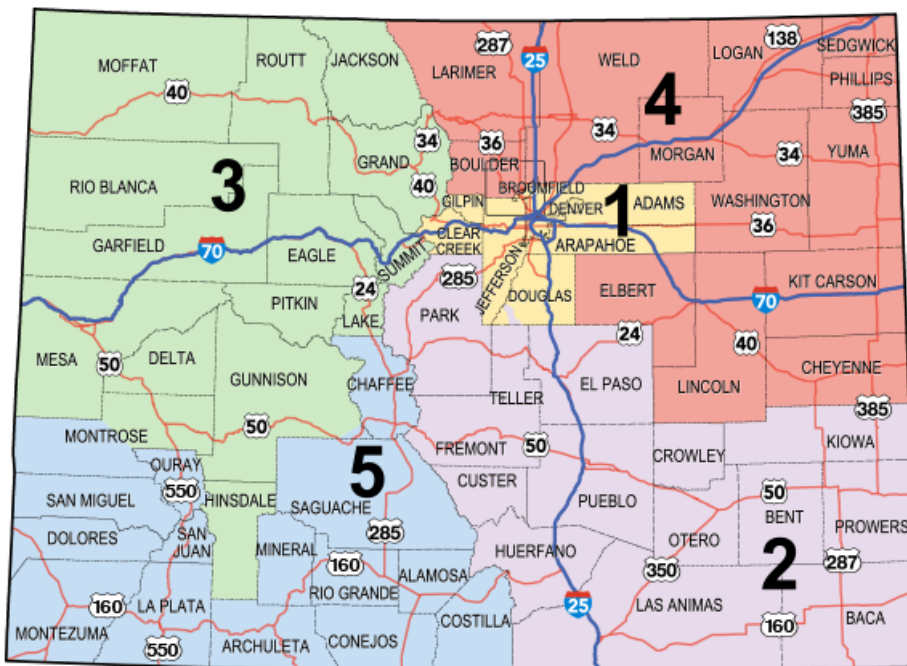 MOFFAT
ROUTT
JACKSON
LARIMER
287
25
WELD
LOGAN
138
SEDGWICK
PHILLIPS
385
40
4
34
36
34
MORGAN
34
YUMA
GRAND
BOULDER
RIO BLANCA
3
40
GILPIN
BROOMFIELD
DENVER
1
ADAMS
WASHINGTON
36
GARFIELD
70
EAGLE
SUMMIT
CLEAR
CREEK
JEFFERSON
ARAPAHOE
285
24
PITKIN
LAKE
PARK
DOUGLAS
ELBERT
70
KIT CARSON
MESA
50
DELTA
GUNNISON
CHAFFEE
TELLER
EL PASO
24
40
LINCOLN
CHEYENNE
385
MONTROSE
50
FREMONT
50
CROWLEY
KIOWA
OURAY
550
5
CUSTER
SAN MIGUEL
HINSDALE
SAGUACHE
PUEBLO
50
BENT
PROWERS
DOLORES
SAN
JUAN
MINERAL
285
OTERO
2
287
160
RIO GRANDE
ALAMOSA
HUERFANO
350
160
LA PLATA
COSTILLA
25
LAS ANIMAS
160
BACA
MONTEZUMA
550
ARCHULETA
CONEJOS